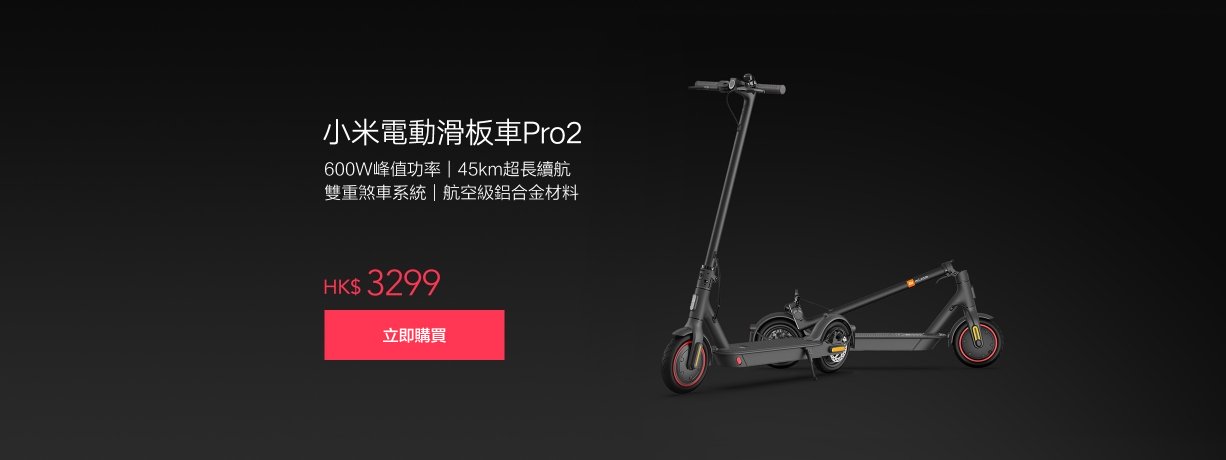 小米電動滑板車Pro2
600W峰值功率｜45km超長續航
雙重煞車系統｜航空級鋁合金材料
HK$ 3299
立即購買